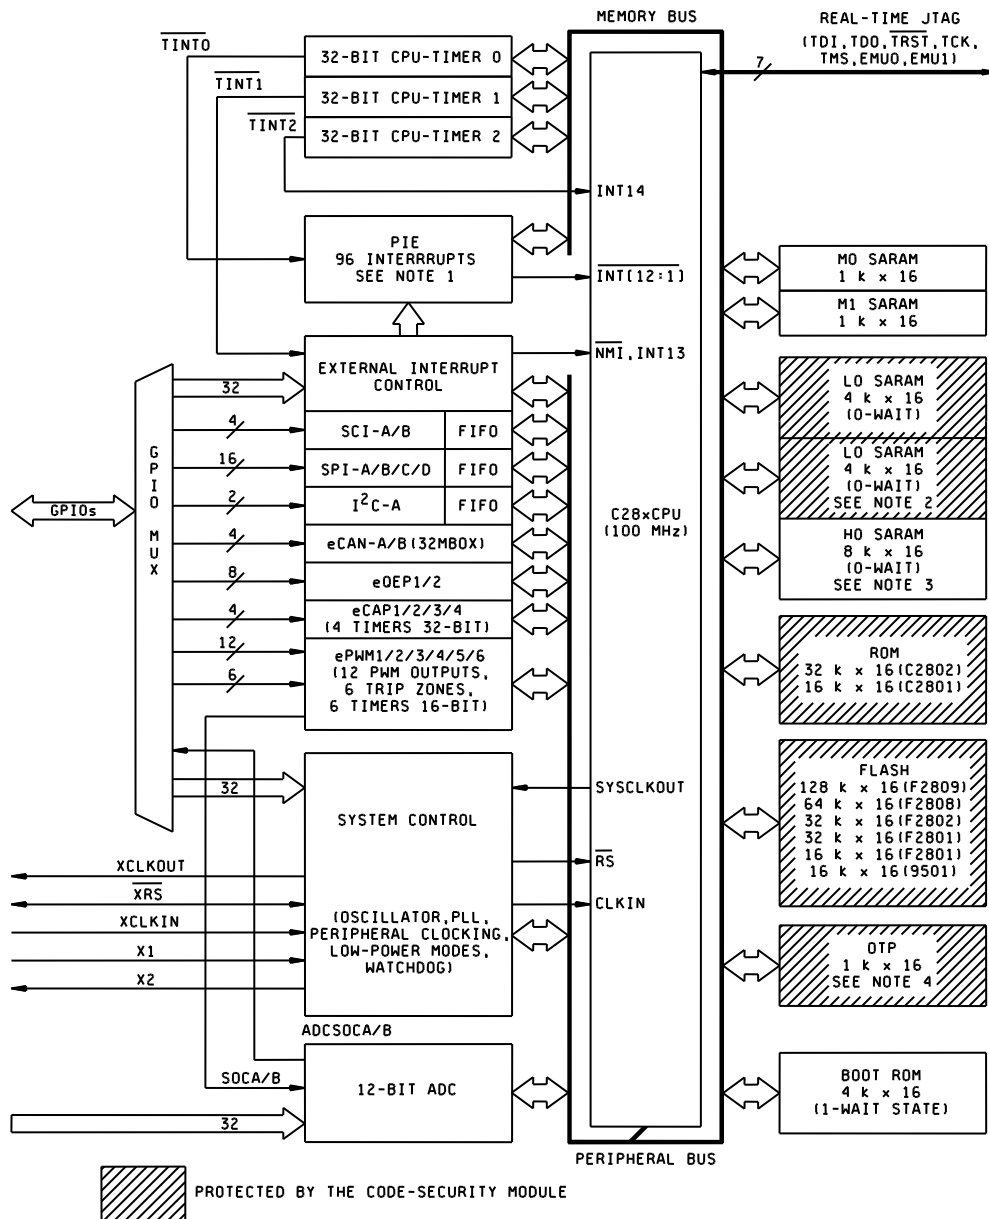 MEMORY BUS
REAL-TIME JTAG
(TDI,TDO,TRST,TCK,
TMS,EMU0,EMU1)
7
TINT0
TINT1
TINT2
32-BIT CPU-TIMER 0
32-BIT CPU-TIMER 1
32-BIT CPU-TIMER 2
INT14
PIE
96 INTERRRUPTS
SEE NOTE 1
INT(12:1)
EXTERNAL INTERRUPT
CONTROL
NMI,INT13
32
4
SCI-A/B
FIFO
16
SPI-A/B/C/D
FIFO
2
I²C-A
FIFO
4
eCAN-A/B(32MBOX)
8
eOEP1/2
4
eCAP1/2/3/4
(4 TIMERS 32-BIT)
12
6
ePWM1/2/3/4/5/6
(12 PWM OUTPUTS,
6 TRIP ZONES,
6 TIMERS 16-BIT)
GPIOs
GPIO MUX
C28xCPU
(100 MHz)
32
SYSTEM CONTROL
(OSCILLATOR,PLL,
PERIPHERAL CLOCKING,
LOW-POWER MODES,
WATCHDOG)
SYSCLKOUT
RS
CLKIN
XCLKOUT
XRS
XCLKIN
X1
X2
ADCSOCA/B
SOCA/B
12-BIT ADC
32
PERIPHERAL BUS
M0 SARAM
1 k x 16
M1 SARAM
1 k x 16
LO SARAM
4 k x 16
(0-WAIT)
LO SARAM
4 k x 16
(0-WAIT)
SEE NOTE 2
HO SARAM
8 k x 16
(0-WAIT)
SEE NOTE 3
ROM
32 k x 16(C2802)
16 k x 16(C2801)
FLASH
128 k x 16(F2809)
64 k x 16(F2808)
32 k x 16(F2802)
32 k x 16(F2801)
16 k x 16(F2801)
16 k x 16(9501)
OTP
1 k x 16
SEE NOTE 4
BOOT ROM
4 k x 16
(1-WAIT STATE)
PROTECTED BY THE CODE-SECURITY MODULE